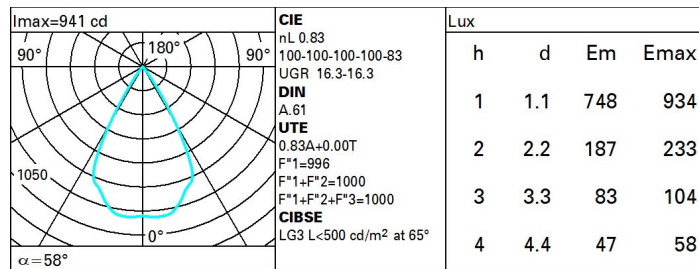 Imax=941 cd
90° 180° 90°
1050
0°
α=58°
CIE
nL 0.83
100-100-100-100-83
UGR 16.3-16.3
DIN
A.61
UTE
0.83A+0.00T
F"1=996
F"1+F"2=1000
F"1+F"2+F"3=1000
CIBSE
LG3 L<500 cd/m² at 65°
Lux
h d Em Emax
1 1.1 748 934
2 2.2 187 233
3 3.3 83 104
4 4.4 47 58